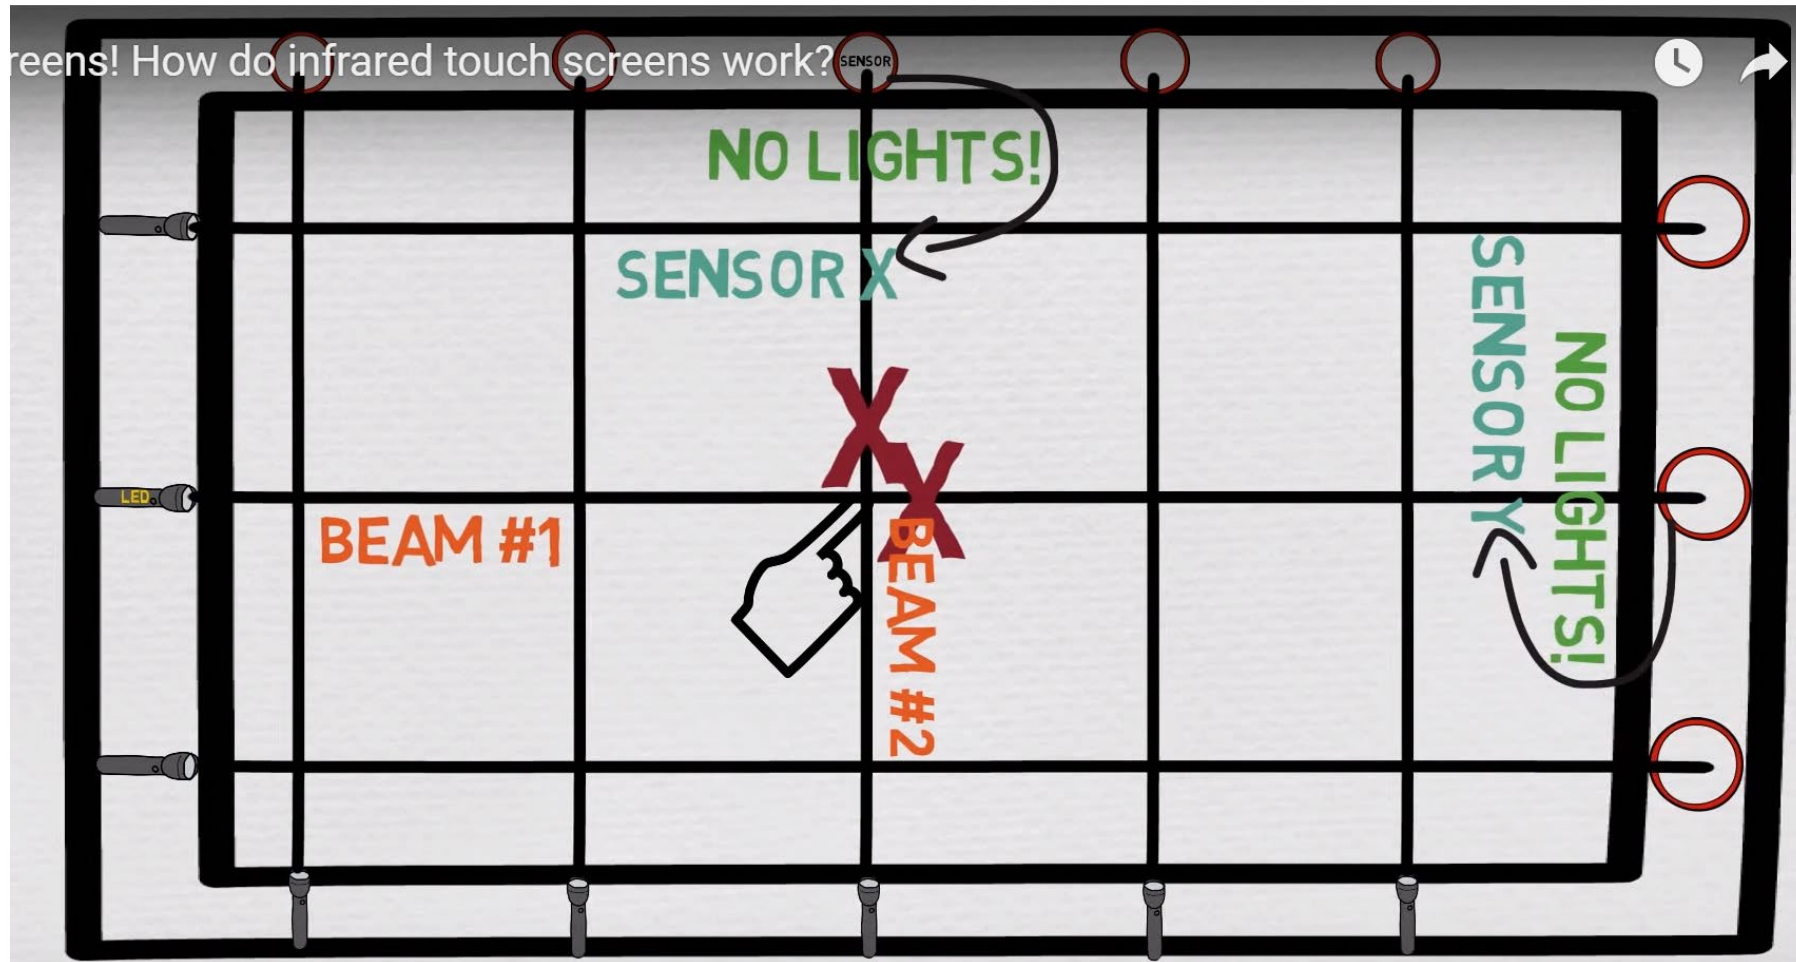 reens! How do infrared touch screens work?
SENSOR
NO LIGHTS!
SENSOR X
SENSOR Y
NO LIGHTS!
LED
BEAM #1
BEAM #2